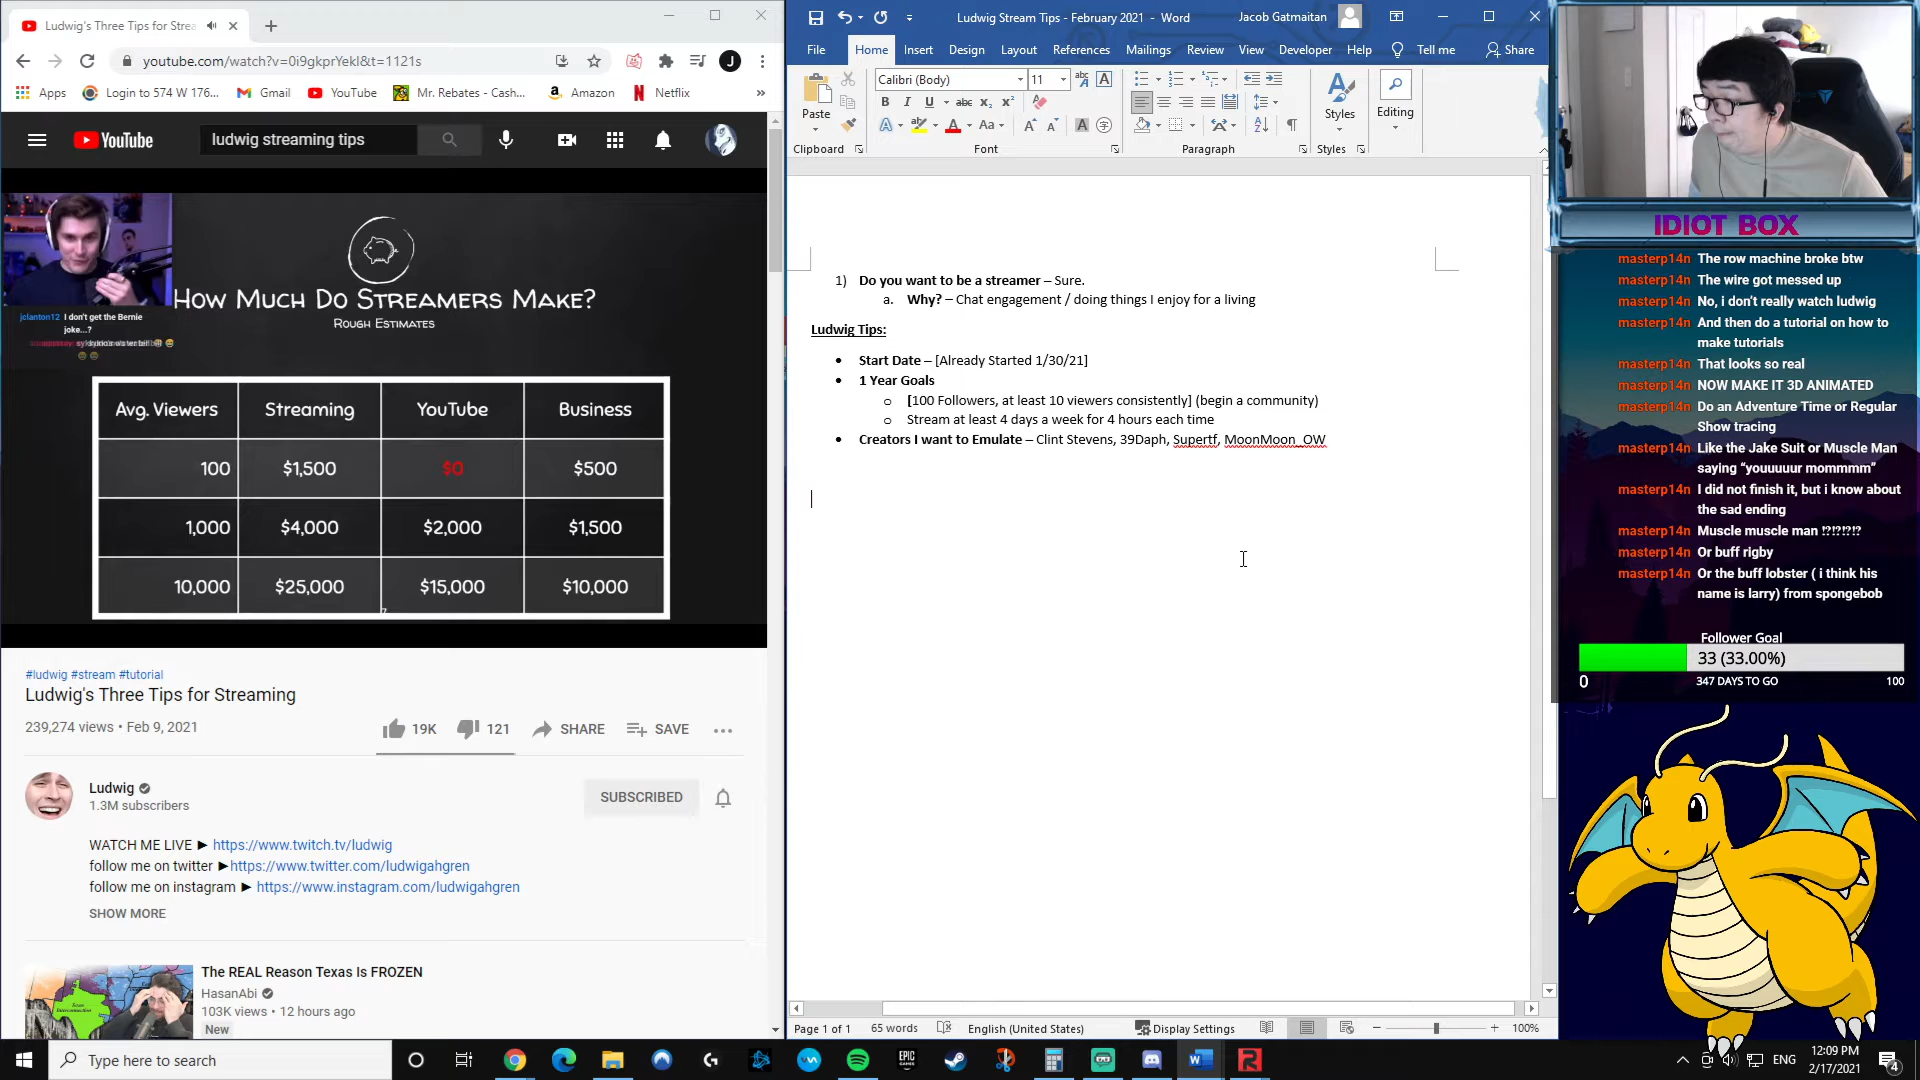 Ludwig's Three Tips for Strea
youtube.com/watch?v=0i9gkprYekI&t=1121s
J
Apps
Login to 574 W 176...
Gmail
YouTube
Mr. Rebates - Cash...
Amazon
Netflix
»
YouTube
ludwig streaming tips
HOW MUCH DO STREAMERS MAKE?
ROUGH ESTIMATES
jclanton12 I don't get the Bernie
joke...?
Avg. Viewers Streaming YouTube Business
100 $1,500 $0 $500
1,000 $4,000 $2,000 $1,500
10,000 $25,000 $15,000 $10,000
7
#ludwig #stream #tutorial
Ludwig's Three Tips for Streaming
239,274 views • Feb 9, 2021
19K 121 SHARE SAVE
Ludwig
1.3M subscribers
SUBSCRIBED
WATCH ME LIVE ► https://www.twitch.tv/ludwig
follow me on twitter ►https://www.twitter.com/ludwigahgren
follow me on instagram ► https://www.instagram.com/ludwigahgren
SHOW MORE
The REAL Reason Texas Is FROZEN
HasanAbi
103K views • 12 hours ago
New
Ludwig Stream Tips - February 2021 - Word
Jacob Gatmaitan
File Home Insert Design Layout References Mailings Review View Developer Help Tell me Share
Paste
Calibri (Body) 11
Styles
Editing
Clipboard Font Paragraph Styles
1) Do you want to be a streamer – Sure.
a. Why? – Chat engagement / doing things I enjoy for a living
Ludwig Tips:
• Start Date – [Already Started 1/30/21]
• 1 Year Goals
o [100 Followers, at least 10 viewers consistently] (begin a community)
o Stream at least 4 days a week for 4 hours each time
• Creators I want to Emulate – Clint Stevens, 39Daph, Supertf, MoonMoon_OW
Page 1 of 1 65 words English (United States) Display Settings 100%
IDIOT BOX
masterp14n The row machine broke btw
masterp14n The wire got messed up
masterp14n No, i don't really watch ludwig
masterp14n And then do a tutorial on how to
make tutorials
masterp14n That looks so real
masterp14n NOW MAKE IT 3D ANIMATED
masterp14n Do an Adventure Time or Regular
Show tracing
masterp14n Like the Jake Suit or Muscle Man
saying “youuuuur mommmm”
masterp14n I did not finish it, but i know about
the sad ending
masterp14n Muscle muscle man !?!?!?!?
masterp14n Or buff rigby
masterp14n Or the buff lobster ( i think his
name is larry) from spongebob
Follower Goal
33 (33.00%)
0 347 DAYS TO GO 100
Type here to search
EPIC GAMES
ENG
12:09 PM
2/17/2021
4